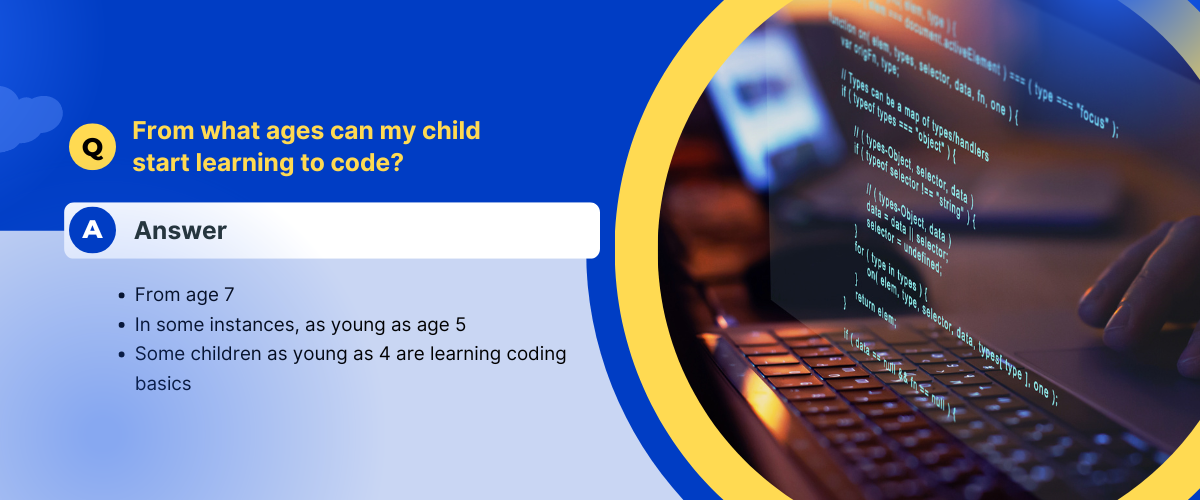 Q
From what ages can my child
start learning to code?
A
Answer
• From age 7
• In some instances, as young as age 5
• Some children as young as 4 are learning coding
basics
elem, type ) {
elem === document.activeElement ) === ( type === "focus" );
function on( elem, types, selector, data, fn, one ) {
var origFn, type;
// Types can be a map of types/handlers
if ( typeof types === "object" ) {
// ( types-Object, selector, data )
if ( typeof selector !== "string" ) {
// ( types-Object, data )
data = data || selector;
selector = undefined;
}
for ( type in types ) {
on( elem, type, selector, data, types[ type ], one );
}
return elem;
}
if ( data == null && fn == null ) {